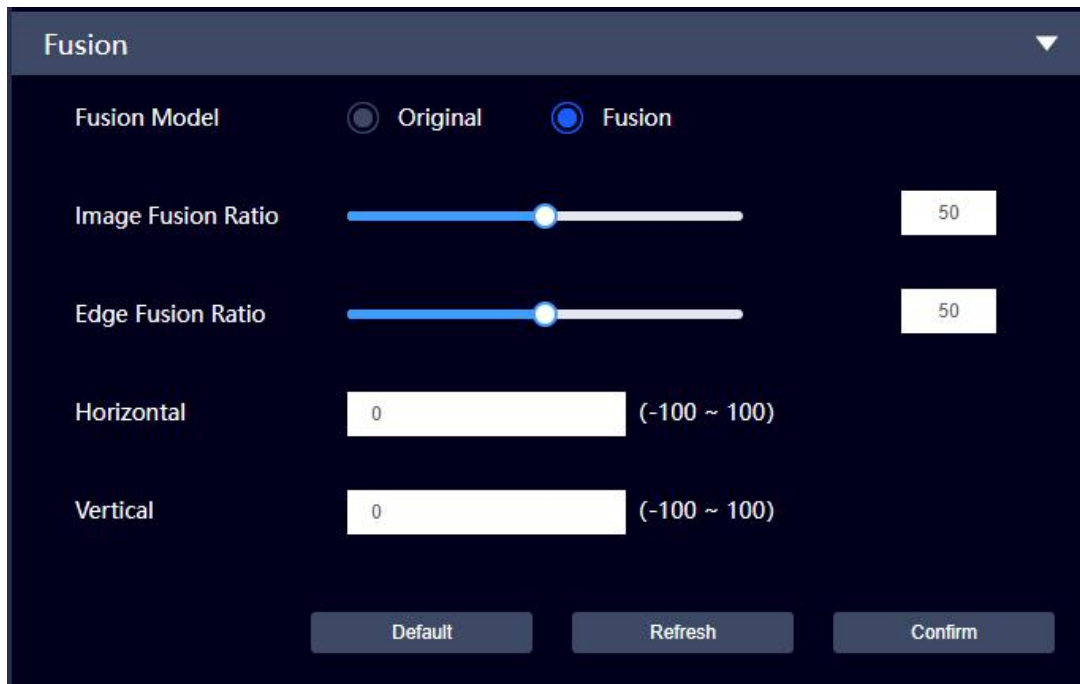 Fusion
Fusion Model Original Fusion
Image Fusion Ratio 50
Edge Fusion Ratio 50
Horizontal 0 (-100 ~ 100)
Vertical 0 (-100 ~ 100)
Default Refresh Confirm